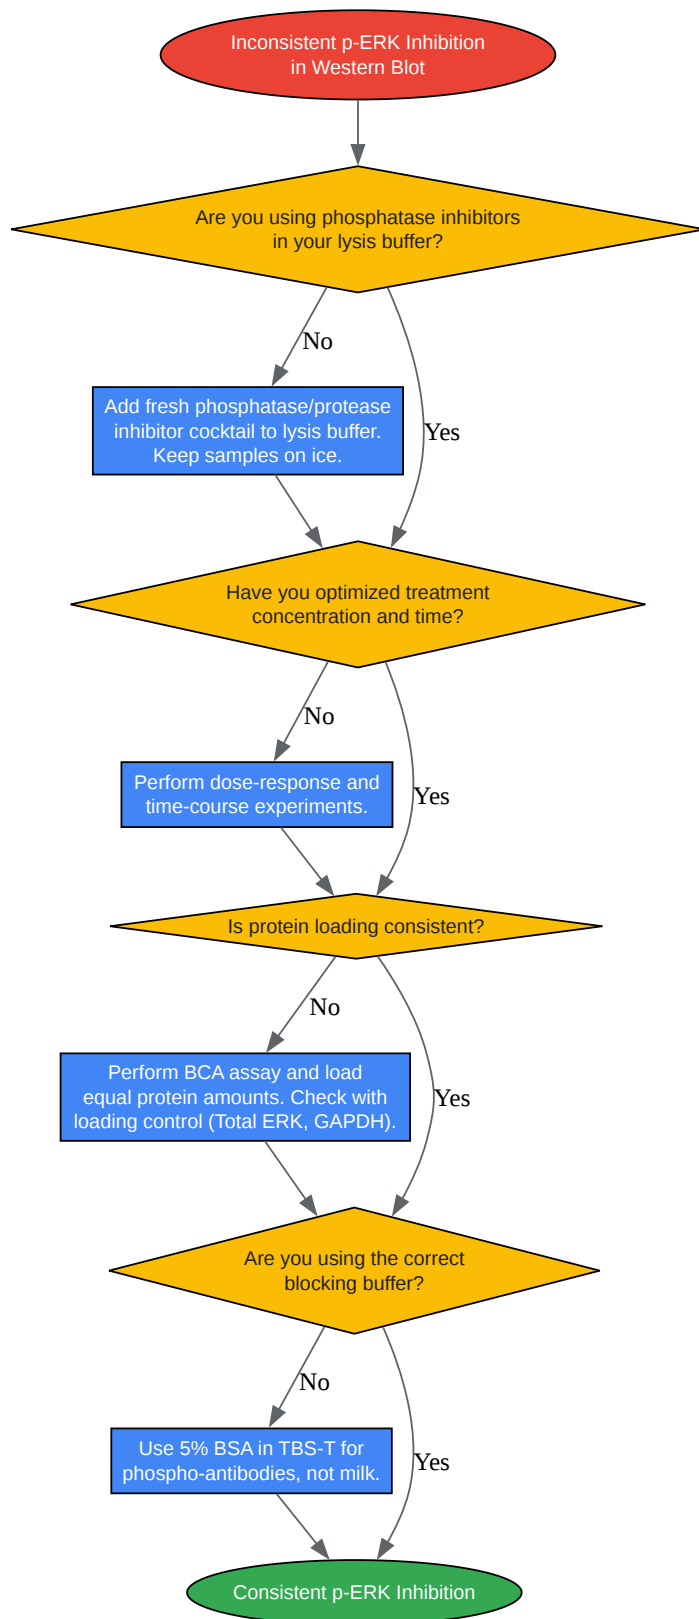 Inconsistent p-ERK Inhibition
in Western Blot
Are you using phosphatase inhibitors
in your lysis buffer?
No
Add fresh phosphatase/protease
inhibitor cocktail to lysis buffer.
Keep samples on ice.
Yes
Have you optimized treatment
concentration and time?
No
Perform dose-response and
time-course experiments.
Yes
Is protein loading consistent?
No
Perform BCA assay and load
equal protein amounts. Check with
loading control (Total ERK, GAPDH).
Yes
Are you using the correct
blocking buffer?
No
Use 5% BSA in TBS-T for
phospho-antibodies, not milk.
Yes
Consistent p-ERK Inhibition